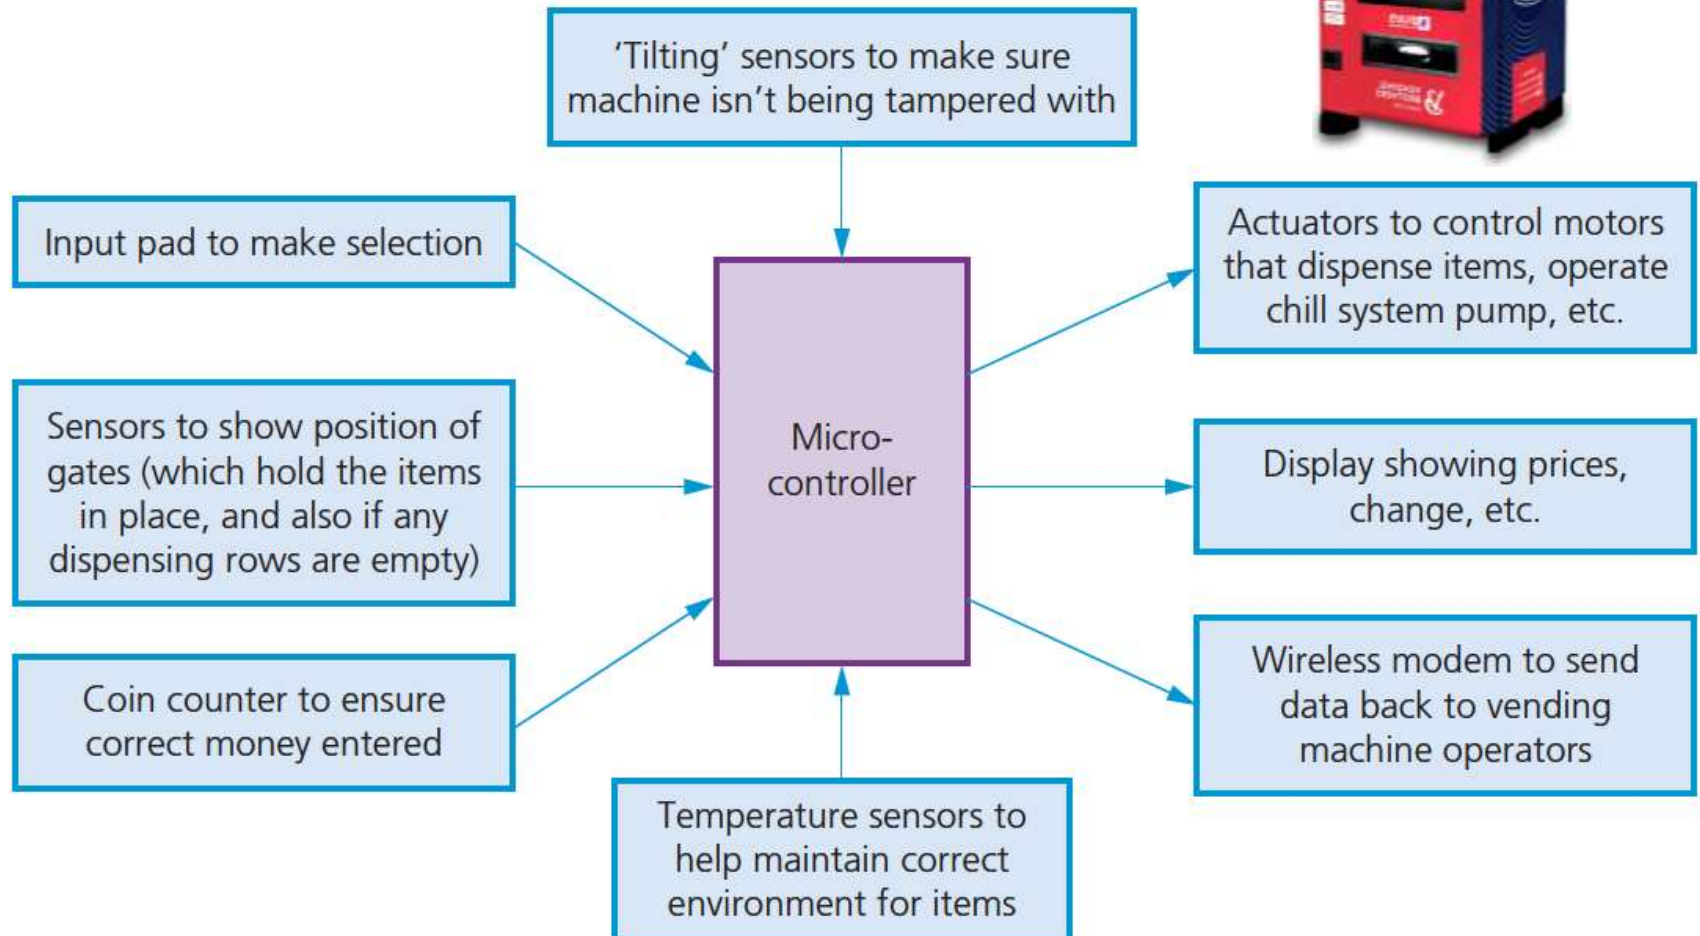 'Tilting' sensors to make sure
machine isn't being tampered with
Input pad to make selection
Sensors to show position of
gates (which hold the items
in place, and also if any
dispensing rows are empty)
Coin counter to ensure
correct money entered
Micro-
controller
Temperature sensors to
help maintain correct
environment for items
Actuators to control motors
that dispense items, operate
chill system pump, etc.
Display showing prices,
change, etc.
Wireless modem to send
data back to vending
machine operators